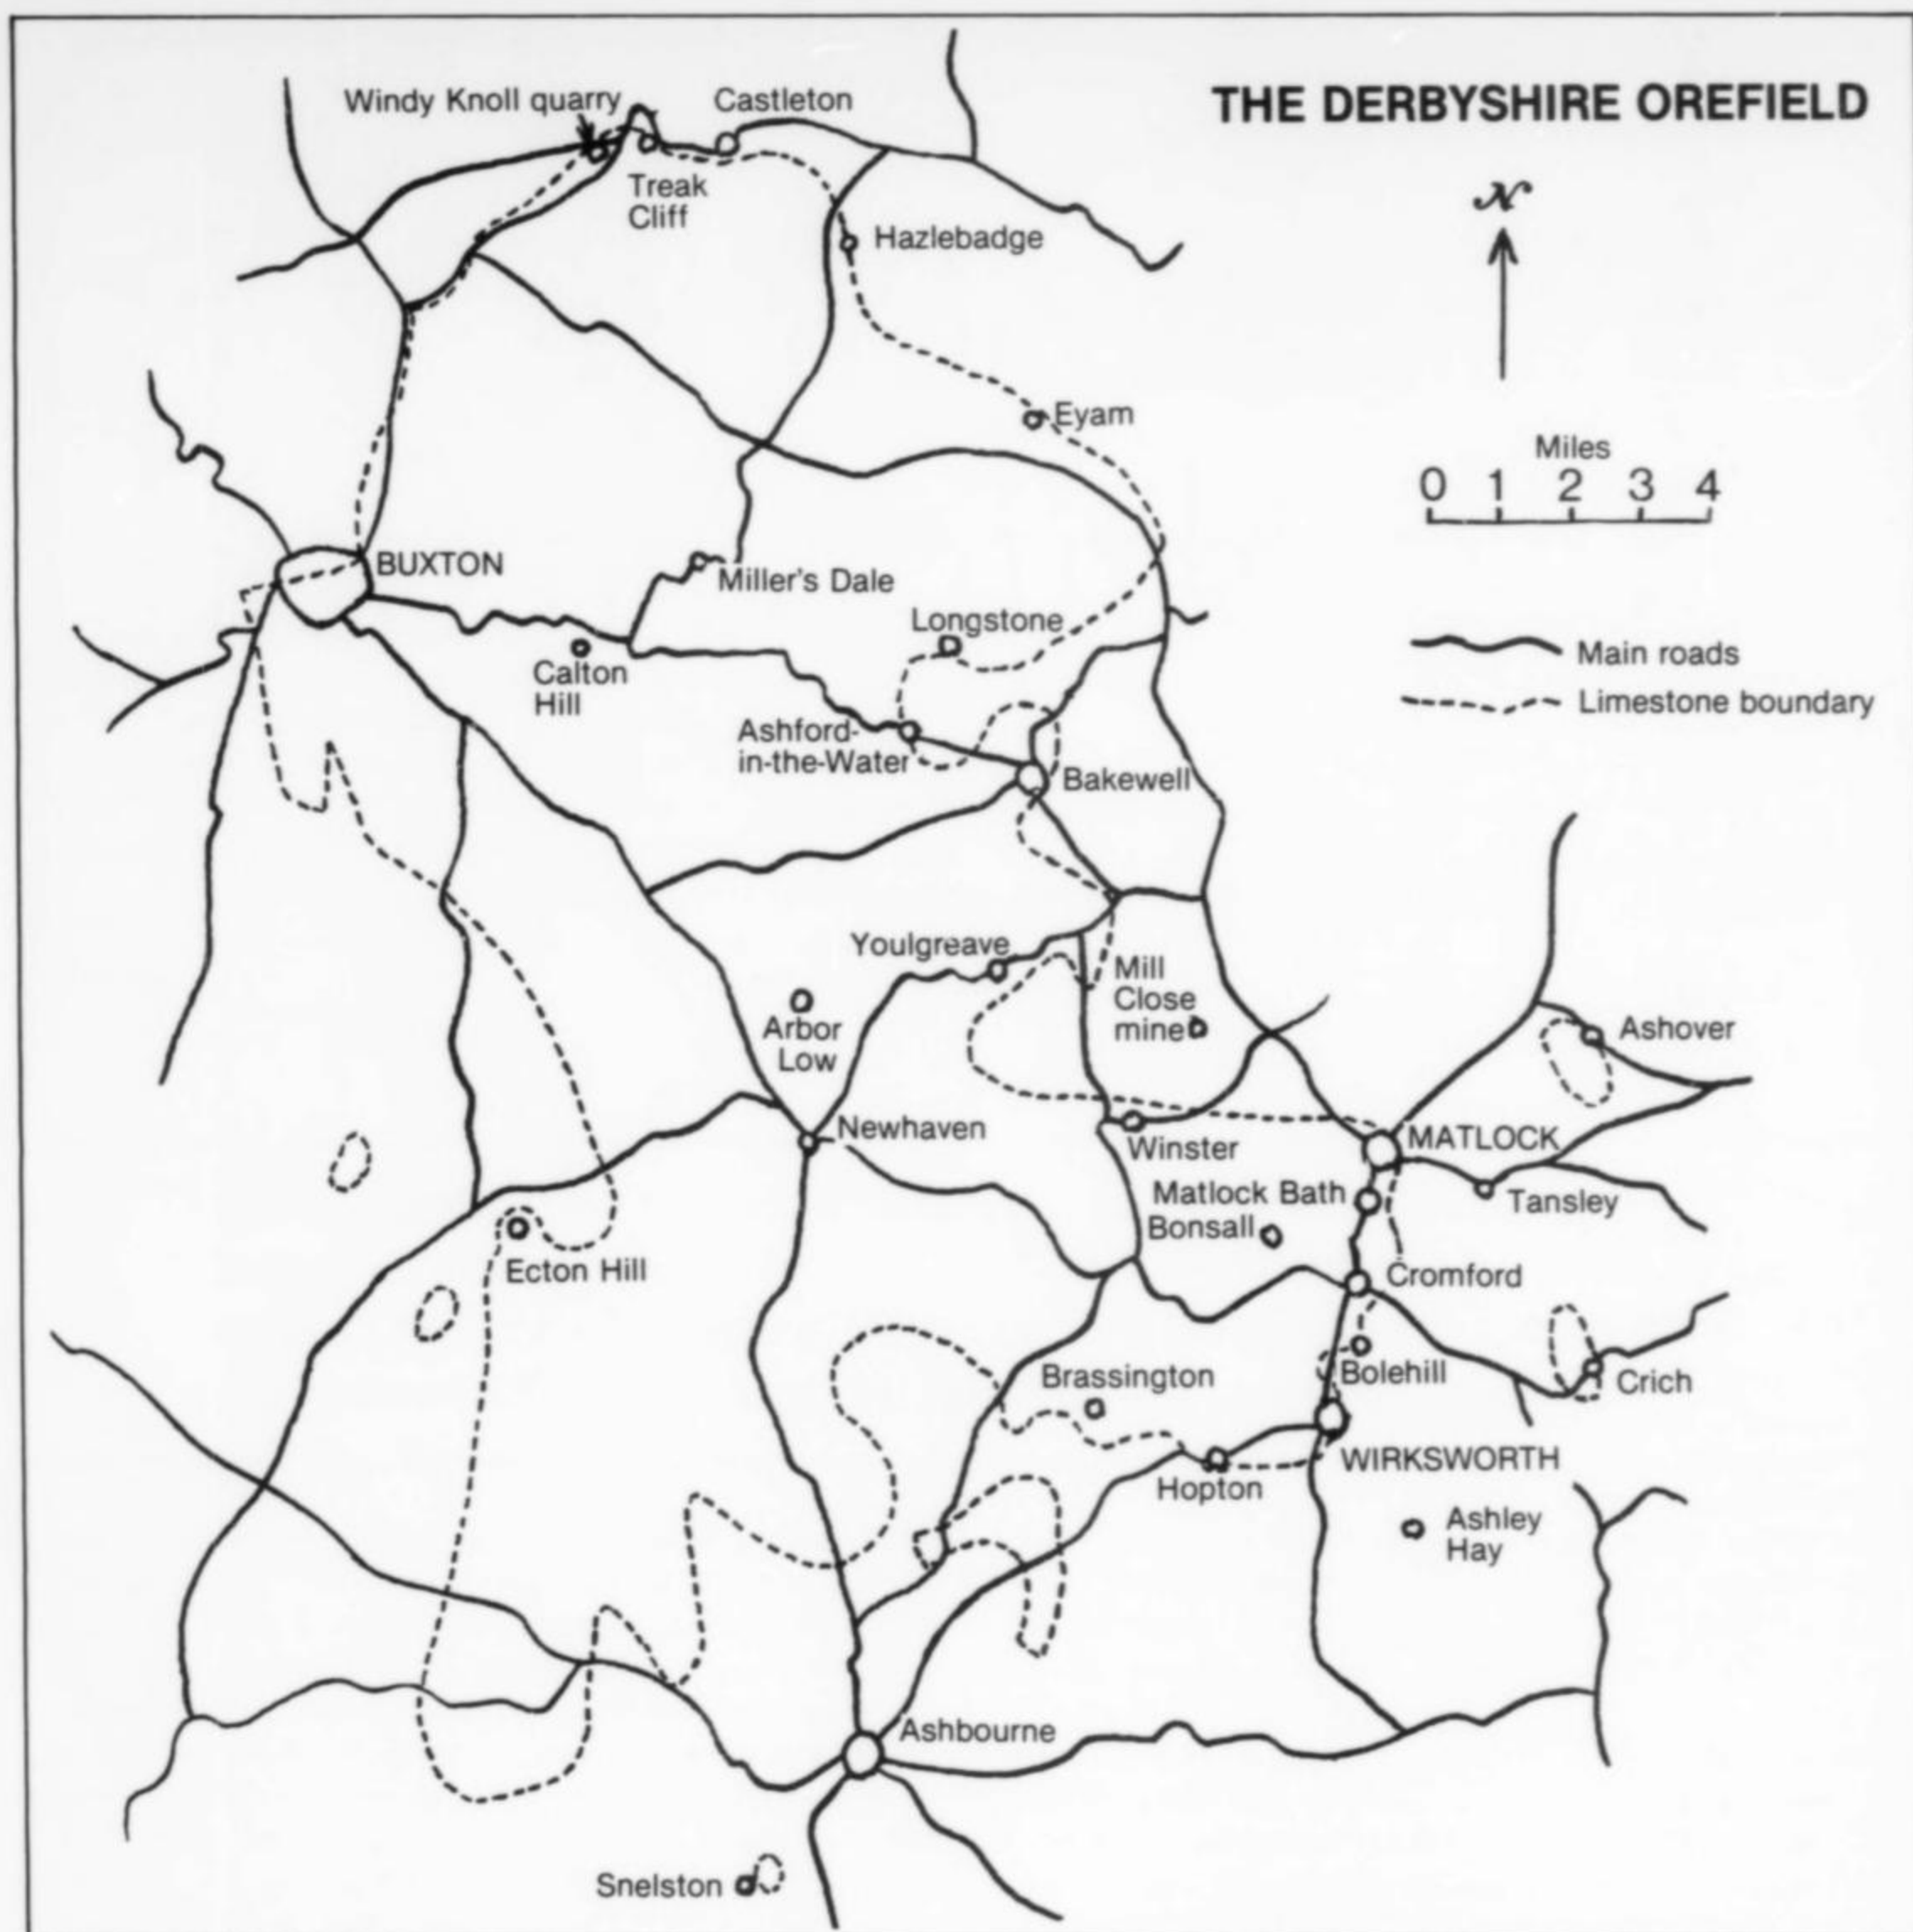 THE DERBYSHIRE OREFIELD
Windy Knoll quarry
Castleton
Treak
Cliff
Hazlebadge
N
Eyam
Miles
0 1 2 3 4
BUXTON
Miller's Dale
Longstone
Main roads
Calton
Hill
Limestone boundary
Ashford-
in-the-Water
Bakewell
Youlgreave
Mill
Close
mine
Arbor
Low
Ashover
Newhaven
Winster
MATLOCK
Matlock Bath
Tansley
Bonsall
Ecton Hill
Cromford
Brassington
Bolehill
Crich
WIRKSWORTH
Hopton
Ashley
Hay
Ashbourne
Snelston